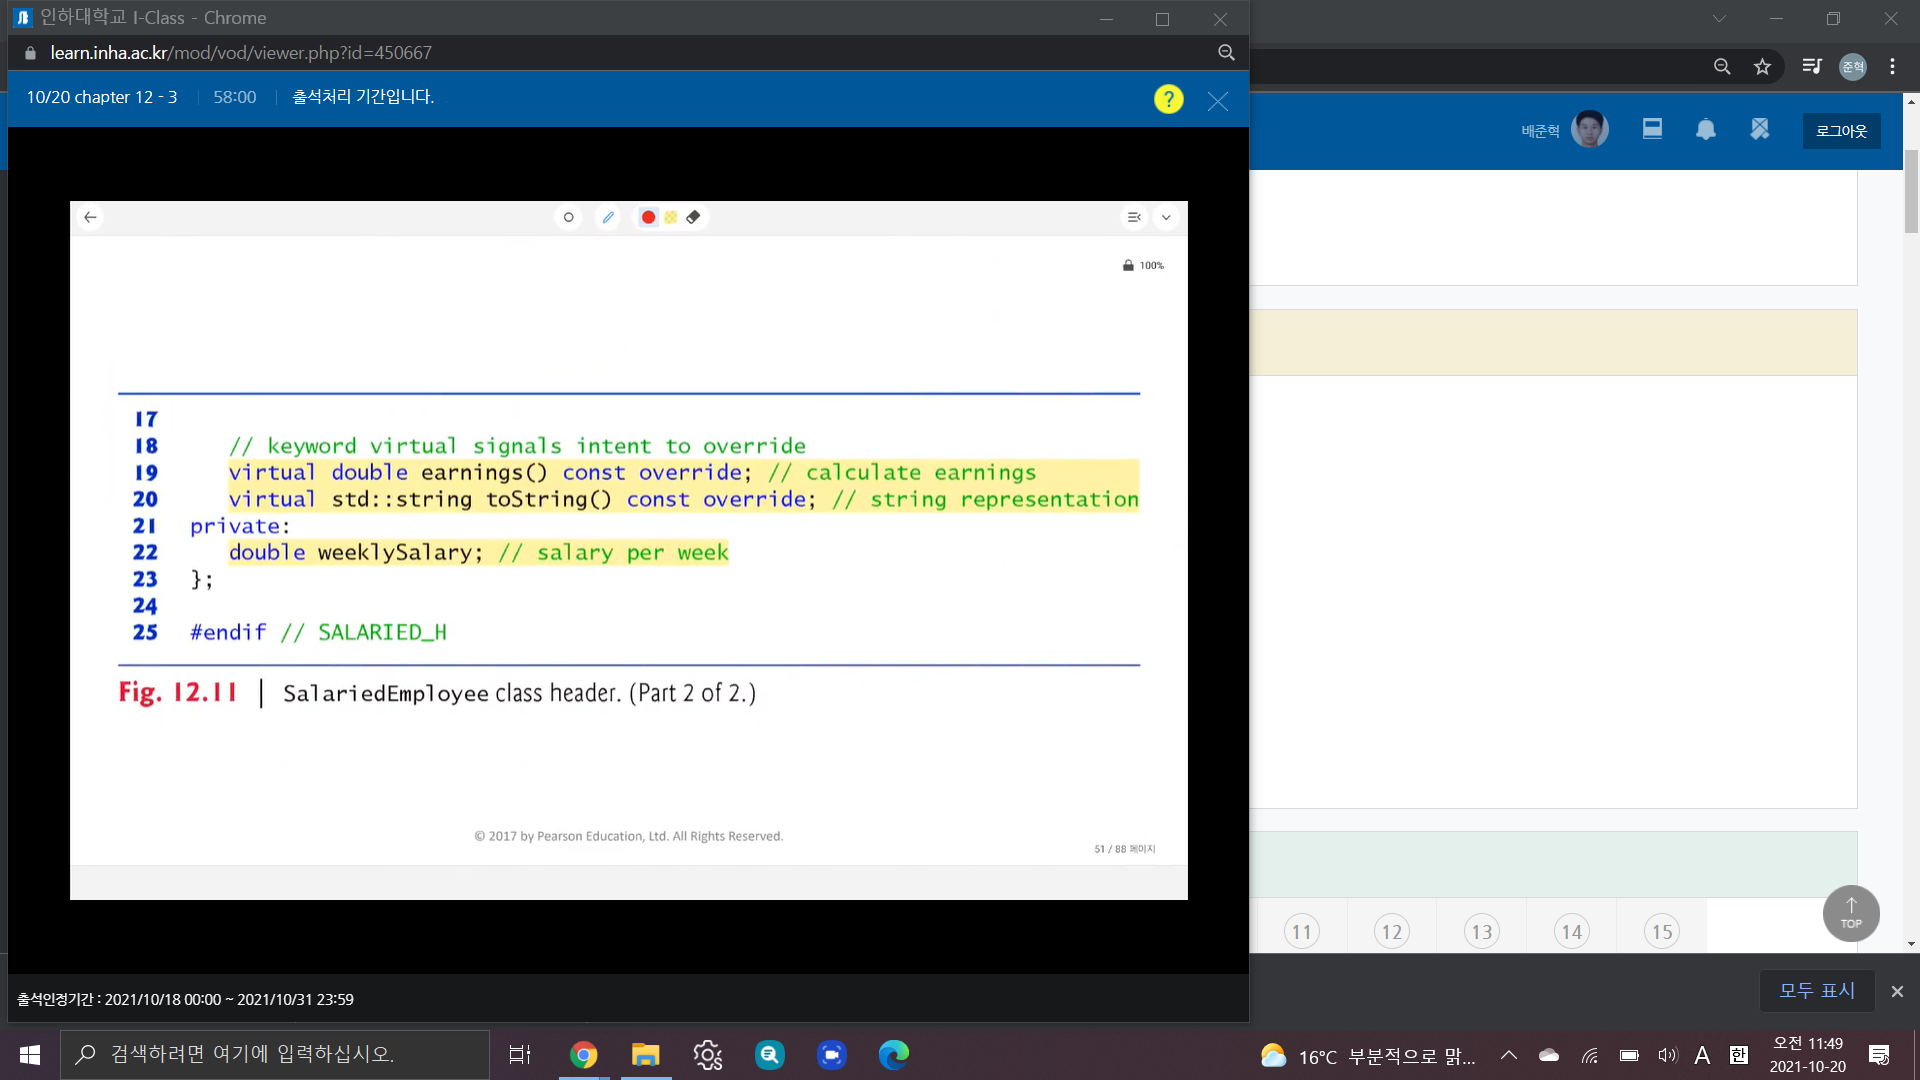 인하대학교 I-Class - Chrome
learn.inha.ac.kr/mod/vod/viewer.php?id=450667
준혁
10/20 chapter 12 - 3 58:00 출석처리 기간입니다.
?
배준혁
로그아웃
100%
17
18 // keyword virtual signals intent to override
19 virtual double earnings() const override; // calculate earnings
20 virtual std::string toString() const override; // string representation
21 private:
22 double weeklySalary; // salary per week
23 };
24
25 #endif // SALARIED_H
Fig. 12.11 | SalariedEmployee class header. (Part 2 of 2.)
© 2017 by Pearson Education, Ltd. All Rights Reserved.
51 / 88 페이지
11 12 13 14 15
TOP
모두 표시
출석인정기간 : 2021/10/18 00:00 ~ 2021/10/31 23:59
검색하려면 여기에 입력하십시오.
16°C 부분적으로 맑...
A 한
오전 11:49
2021-10-20